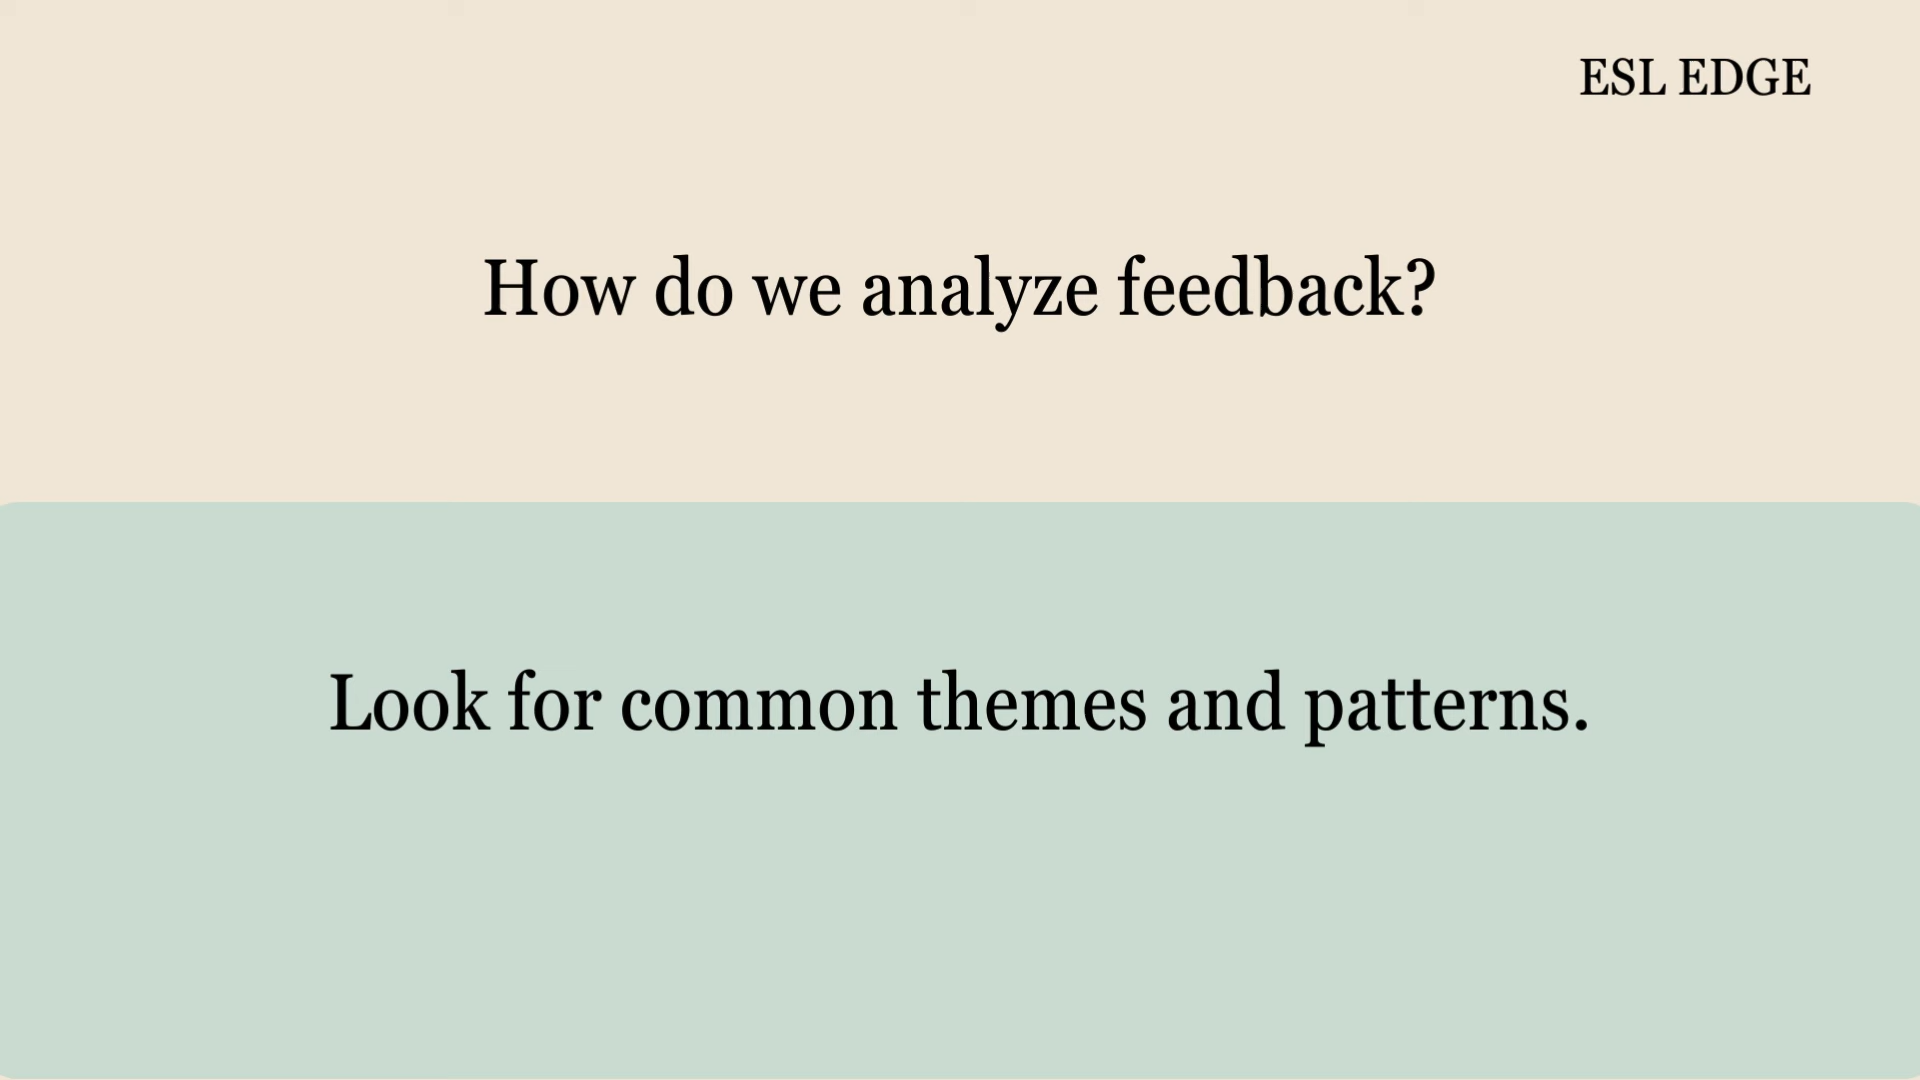 ESL EDGE
How do we analyze feedback?
Look for common themes and patterns.